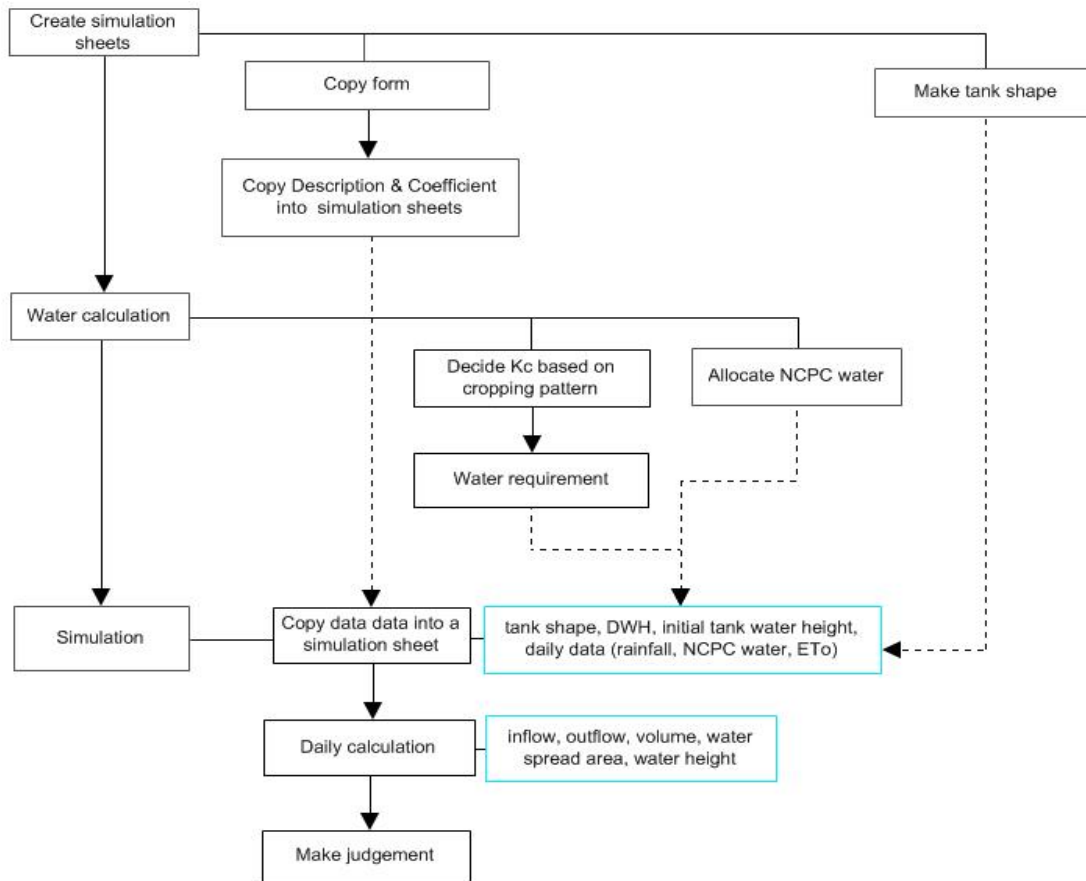 Create simulation
sheets
Copy form
Make tank shape
Copy Description & Coefficient
into simulation sheets
Water calculation
Decide Kc based on
cropping pattern
Allocate NCPC water
Water requirement
Simulation
Copy data data into a
simulation sheet
tank shape, DWH, initial tank water height,
daily data (rainfall, NCPC water, ETo)
Daily calculation
inflow, outflow, volume, water
spread area, water height
Make judgement